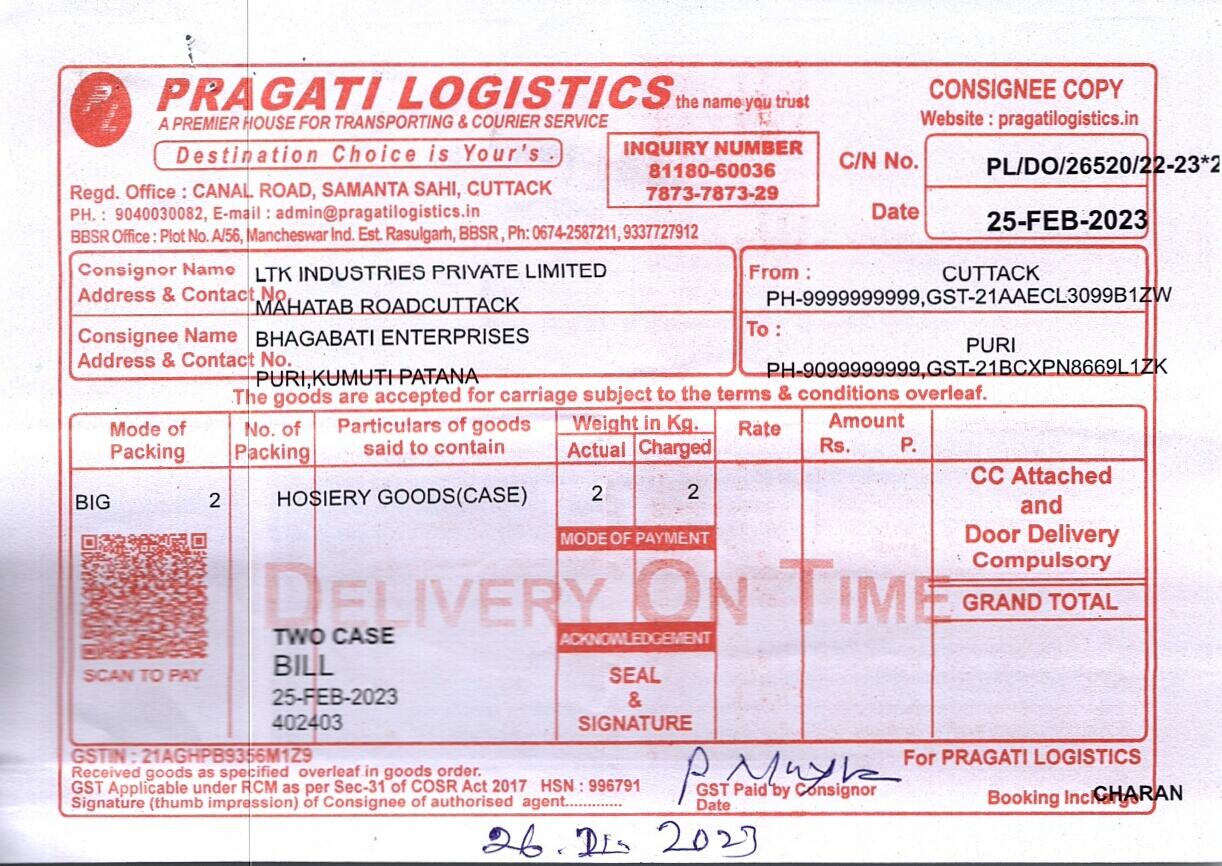 PRAGATI LOGISTICS the name you trust
A PREMIER HOUSE FOR TRANSPORTING & COURIER SERVICE
Destination Choice is Your's .
INQUIRY NUMBER
81180-60036
7873-7873-29
CONSIGNEE COPY
Website : pragatilogistics.in
C/N No. PL/DO/26520/22-23*2
Date 25-FEB-2023
Regd. Office : CANAL ROAD, SAMANTA SAHI, CUTTACK
PH. : 9040030082, E-mail : admin@pragatilogistics.in
BBSR Office : Plot No. A/56, Mancheswar Ind. Est. Rasulgarh, BBSR , Ph: 0674-2587211, 9337727912
Consignor Name LTK INDUSTRIES PRIVATE LIMITED
Address & Contact No. MAHATAB ROADCUTTACK
From : CUTTACK
PH-9999999999,GST-21AAECL3099B1ZW
Consignee Name BHAGABATI ENTERPRISES
Address & Contact No. PURI,KUMUTI PATANA
To : PURI
PH-9099999999,GST-21BCXPN8669L1ZK
The goods are accepted for carriage subject to the terms & conditions overleaf.
Mode of Packing
No. of Packing
Particulars of goods said to contain
Weight in Kg.
Actual Charged
Rate
Amount
Rs. P.
BIG 2 HOSIERY GOODS(CASE) 2 2
CC Attached
and
Door Delivery
Compulsory
MODE OF PAYMENT
DELIVERY ON TIME
GRAND TOTAL
SCAN TO PAY
TWO CASE
BILL
25-FEB-2023
402403
ACKNOWLEDGEMENT
SEAL
&
SIGNATURE
GSTIN : 21AGHPB9356M1Z9
Received goods as specified overleaf in goods order.
GST Applicable under RCM as per Sec-31 of COSR Act 2017 HSN : 996791
Signature (thumb impression) of Consignee of authorised agent.............
GST Paid by Consignor
Date
For PRAGATI LOGISTICS
Booking Incharge CHARAN
26. 2023